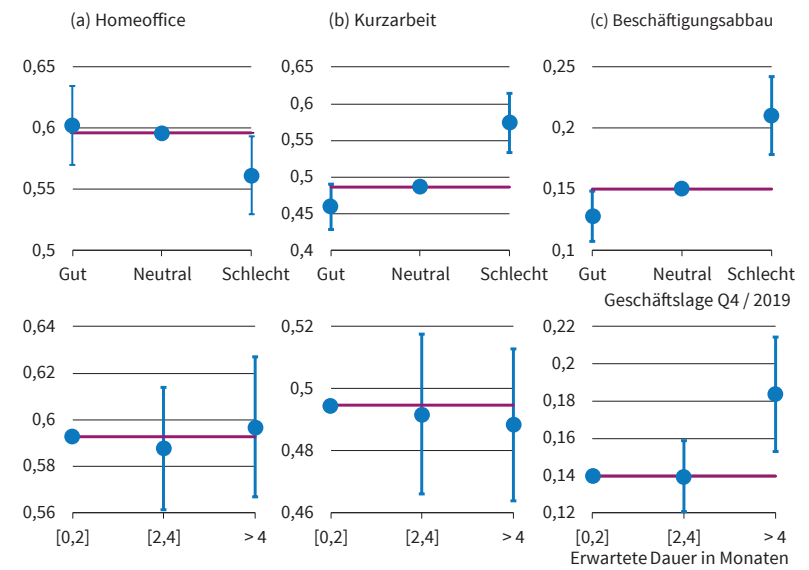 (a) Homeoffice (b) Kurzarbeit (c) Beschäftigungsabbau
0,65 0,65 0,25
0,6
0,6 0,55 0,2
0,5
0,55 0,15
0,45
0,5 0,4 0,1
Gut Neutral Schlecht Gut Neutral Schlecht Gut Neutral Schlecht
Geschäftslage Q4 / 2019
0,64 0,52 0,22
0,2
0,62
0,5 0,18
0,6
0,16
0,58 0,48
0,14
0,56 0,46 0,12
[0,2] [2,4] > 4 [0,2] [2,4] > 4 [0,2] [2,4] > 4
Erwartete Dauer in Monaten